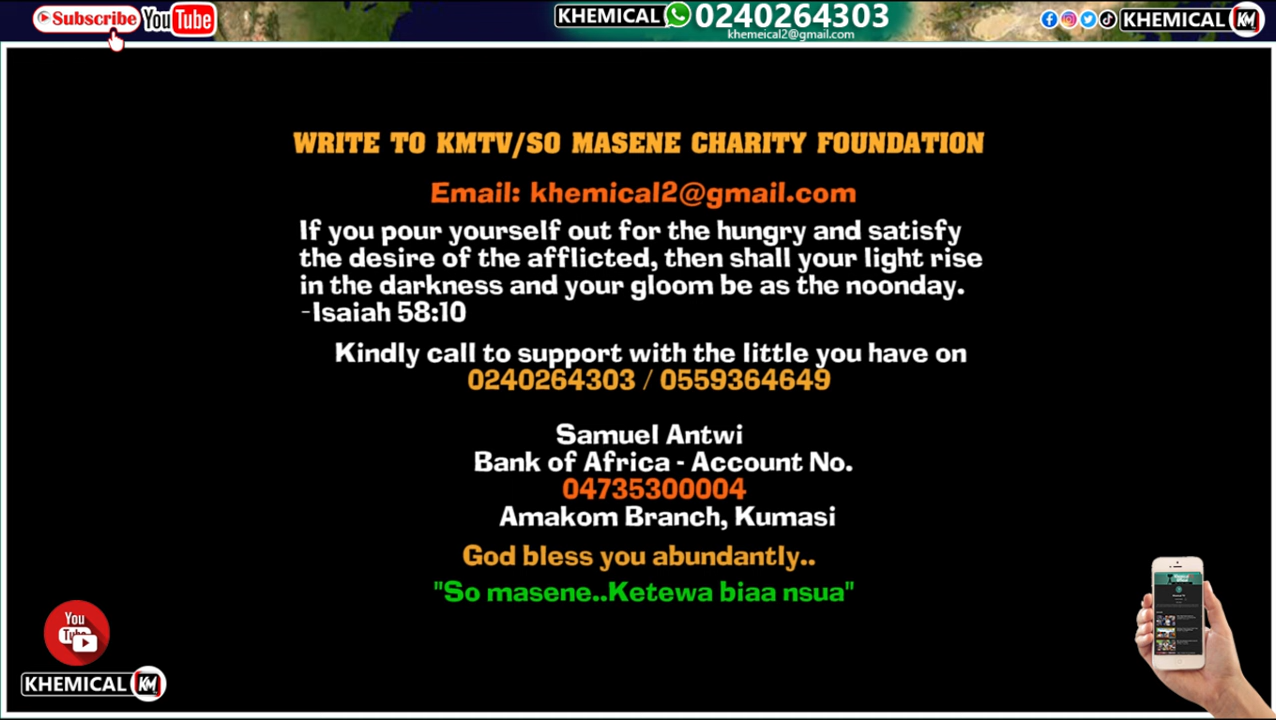 Subscribe YouTube
KHEMICAL 0240264303
khemeical2@gmail.com
KHEMICAL KM
WRITE TO KMTV/SO MASENE CHARITY FOUNDATION
Email: khemical2@gmail.com
If you pour yourself out for the hungry and satisfy
the desire of the afflicted, then shall your light rise
in the darkness and your gloom be as the noonday.
-Isaiah 58:10
Kindly call to support with the little you have on
0240264303 / 0559364649
Samuel Antwi
Bank of Africa - Account No.
04735300004
Amakom Branch, Kumasi
God bless you abundantly..
"So masene..Ketewa biaa nsua"
You
Tube
KHEMICAL KM